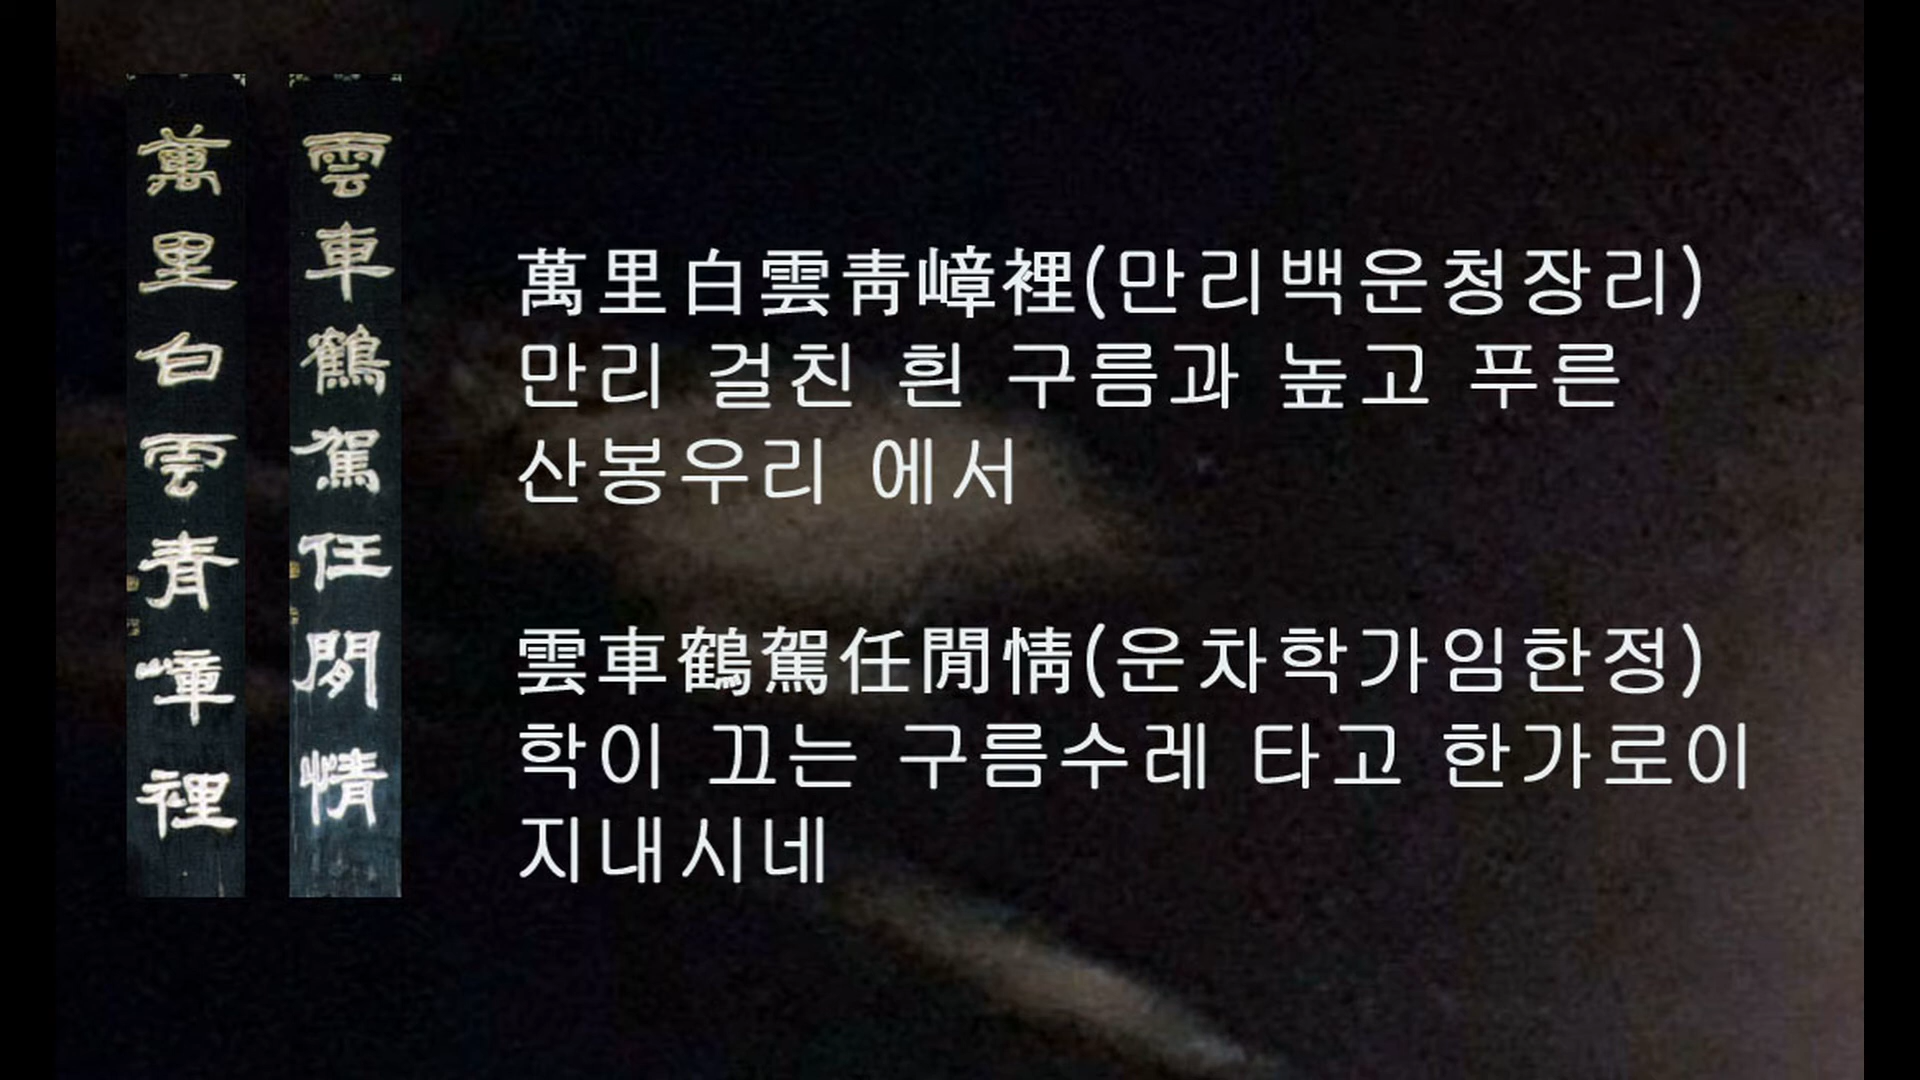 萬里白雲青嶂裡
雲車鶴駕任閒情
萬里白雲靑嶂裡(만리백운청장리)
만리 걸친 흰 구름과 높고 푸른
산봉우리 에서
雲車鶴駕任閒情(운차학가임한정)
학이 끄는 구름수레 타고 한가로이
지내시네